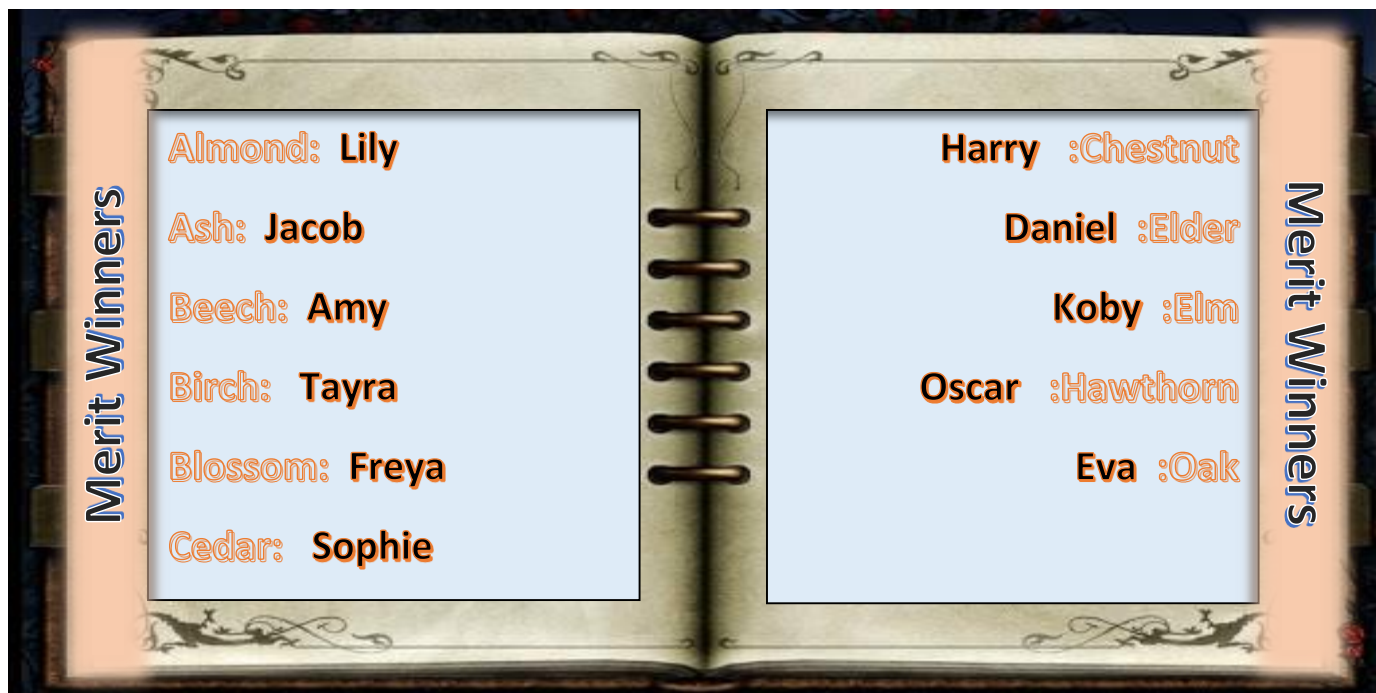 Merit Winners
Almond: Lily
Ash: Jacob
Beech: Amy
Birch: Tayra
Blossom: Freya
Cedar: Sophie
Harry :Chestnut
Daniel :Elder
Koby :Elm
Oscar :Hawthorn
Eva :Oak
Merit Winners